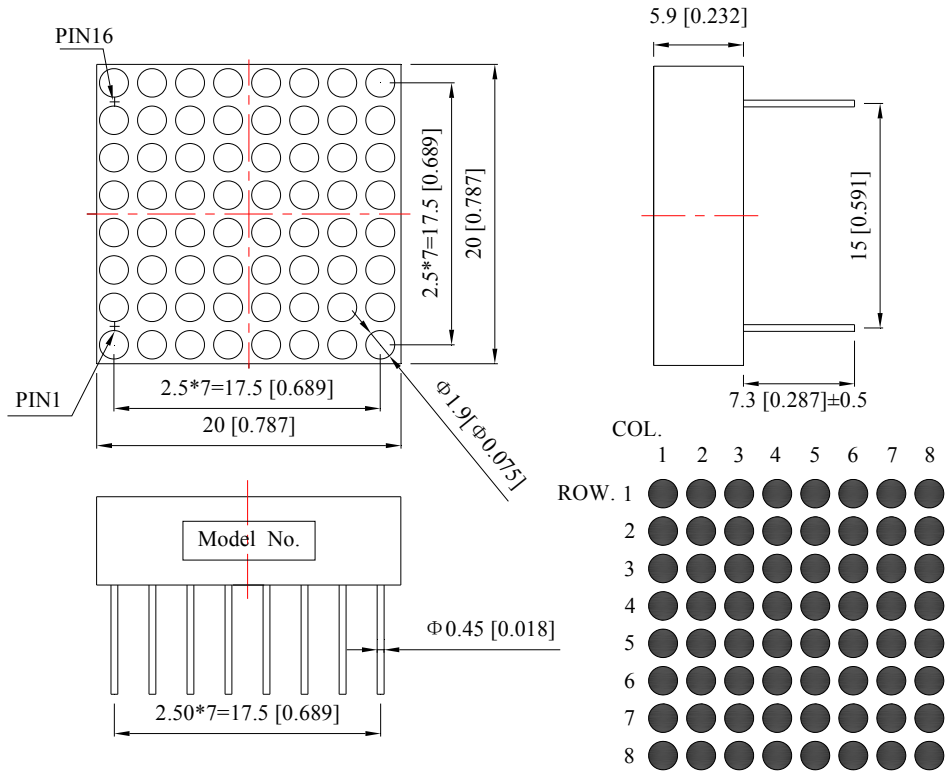 PIN16
2.5*7=17.5 [0.689]
20 [0.787]
PIN1
2.5*7=17.5 [0.689]
20 [0.787]
Φ1.9[Φ0.075]
5.9 [0.232]
15 [0.591]
7.3 [0.287]±0.5
Model No.
Φ0.45 [0.018]
2.50*7=17.5 [0.689]
COL.
1 2 3 4 5 6 7 8
ROW. 1
2
3
4
5
6
7
8